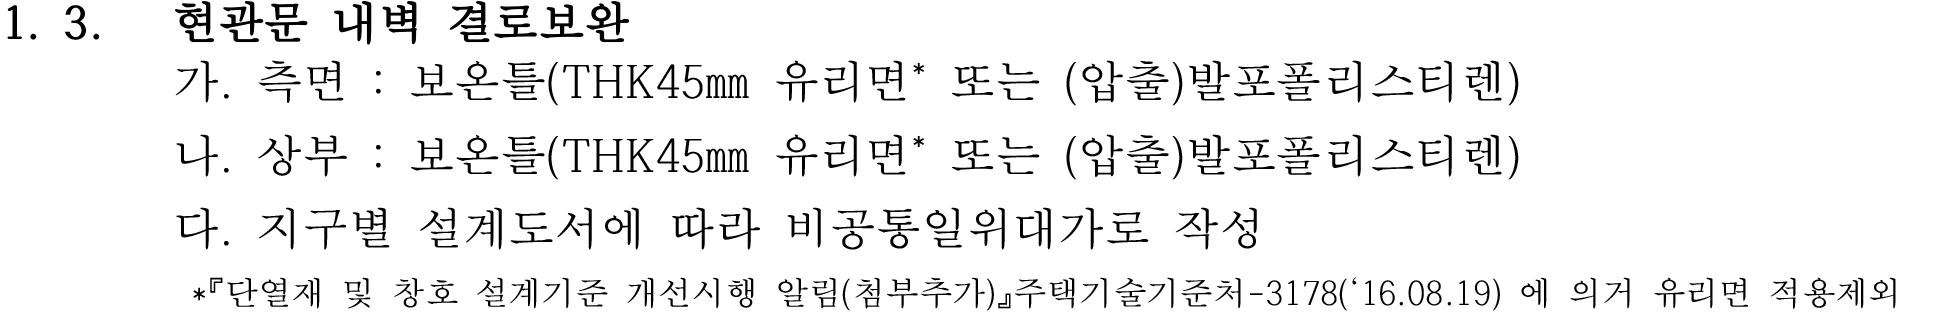 1. 3. 현관문 내벽 결로보완
가. 측면 : 보온틀(THK45㎜ 유리면* 또는 (압출)발포폴리스티렌)
나. 상부 : 보온틀(THK45㎜ 유리면* 또는 (압출)발포폴리스티렌)
다. 지구별 설계도서에 따라 비공통일위대가로 작성
*『단열재 및 창호 설계기준 개선시행 알림(첨부추가)』주택기술기준처-3178(‘16.08.19) 에 의거 유리면 적용제외